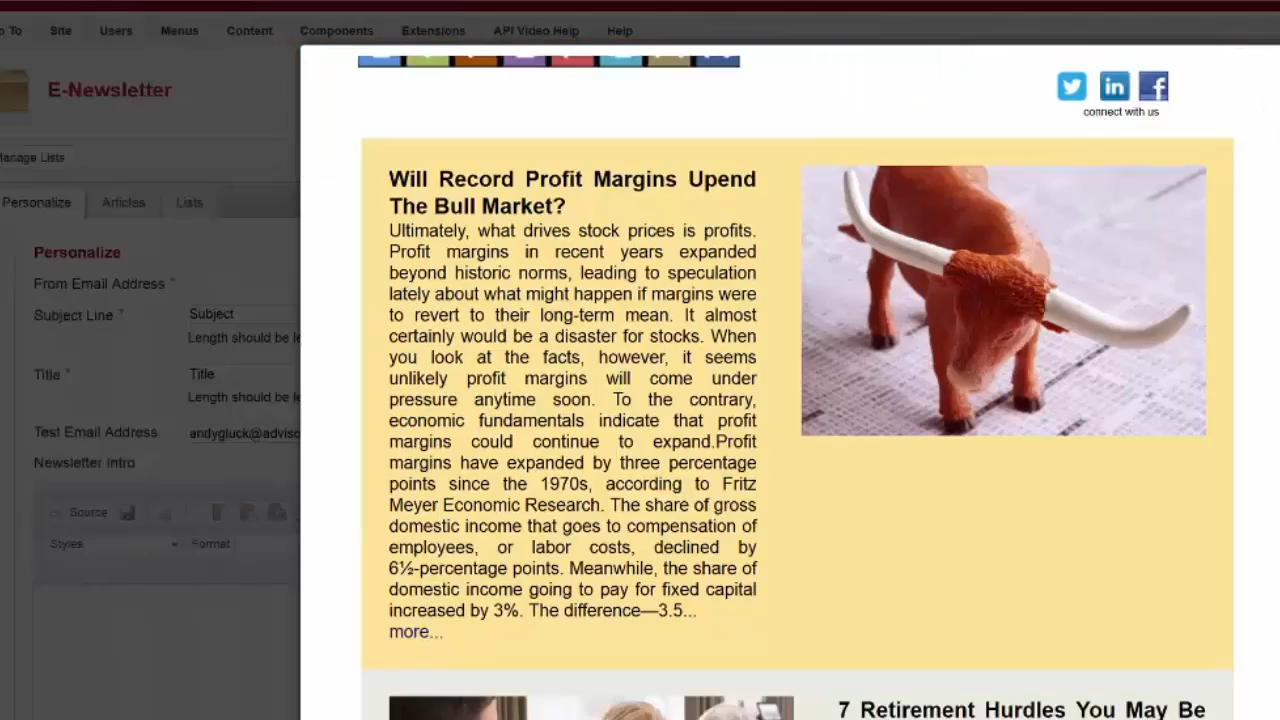 To Site Users Menus Content Components Extensions API Video Help Help
E-Newsletter
connect with us
Manage Lists
Personalize Articles Lists
Personalize
From Email Address *
Subject Line * Subject
Length should be
Title * Title
Length should be
Test Email Address
Newsletter Intro
Source
Styles Format
Will Record Profit Margins Upend
The Bull Market?
Ultimately, what drives stock prices is profits.
Profit margins in recent years expanded
beyond historic norms, leading to speculation
lately about what might happen if margins were
to revert to their long-term mean. It almost
certainly would be a disaster for stocks. When
you look at the facts, however, it seems
unlikely profit margins will come under
pressure anytime soon. To the contrary,
economic fundamentals indicate that profit
margins could continue to expand.Profit
margins have expanded by three percentage
points since the 1970s, according to Fritz
Meyer Economic Research. The share of gross
domestic income that goes to compensation of
employees, or labor costs, declined by
6½-percentage points. Meanwhile, the share of
domestic income going to pay for fixed capital
increased by 3%. The difference—3.5...
more...
7 Retirement Hurdles You May Be